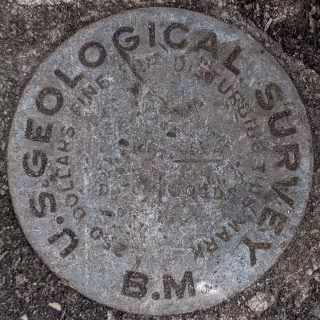 U.S GEOLOGICAL SURVEY
250 DOLLARS FINE FOR DISTURBING THIS MARK
B.M